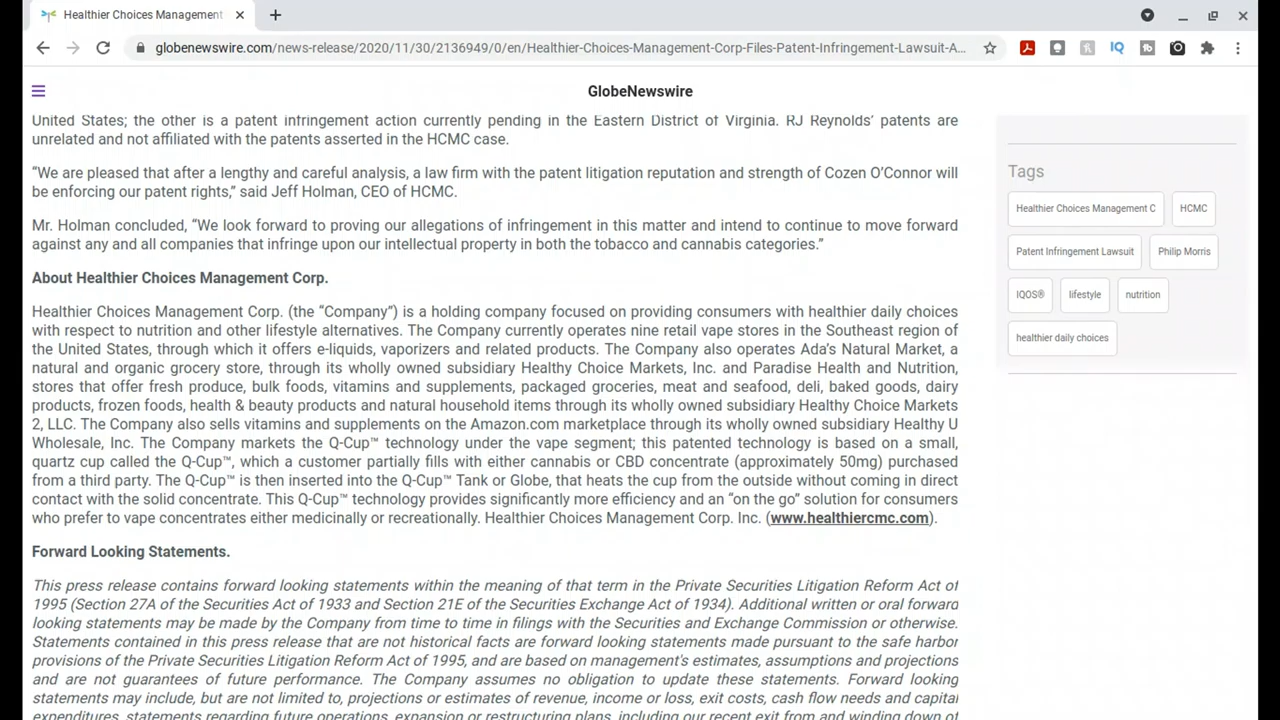 Healthier Choices Management
globenewswire.com/news-release/2020/11/30/2136949/0/en/Healthier-Choices-Management-Corp-Files-Patent-Infringement-Lawsuit-A...
GlobeNewswire
United States; the other is a patent infringement action currently pending in the Eastern District of Virginia. RJ Reynolds’ patents are
unrelated and not affiliated with the patents asserted in the HCMC case.
“We are pleased that after a lengthy and careful analysis, a law firm with the patent litigation reputation and strength of Cozen O’Connor will
be enforcing our patent rights,” said Jeff Holman, CEO of HCMC.
Mr. Holman concluded, “We look forward to proving our allegations of infringement in this matter and intend to continue to move forward
against any and all companies that infringe upon our intellectual property in both the tobacco and cannabis categories.”
About Healthier Choices Management Corp.
Healthier Choices Management Corp. (the “Company”) is a holding company focused on providing consumers with healthier daily choices
with respect to nutrition and other lifestyle alternatives. The Company currently operates nine retail vape stores in the Southeast region of
the United States, through which it offers e-liquids, vaporizers and related products. The Company also operates Ada’s Natural Market, a
natural and organic grocery store, through its wholly owned subsidiary Healthy Choice Markets, Inc. and Paradise Health and Nutrition,
stores that offer fresh produce, bulk foods, vitamins and supplements, packaged groceries, meat and seafood, deli, baked goods, dairy
products, frozen foods, health & beauty products and natural household items through its wholly owned subsidiary Healthy Choice Markets
2, LLC. The Company also sells vitamins and supplements on the Amazon.com marketplace through its wholly owned subsidiary Healthy U
Wholesale, Inc. The Company markets the Q-Cup™ technology under the vape segment; this patented technology is based on a small,
quartz cup called the Q-Cup™, which a customer partially fills with either cannabis or CBD concentrate (approximately 50mg) purchased
from a third party. The Q-Cup™ is then inserted into the Q-Cup™ Tank or Globe, that heats the cup from the outside without coming in direct
contact with the solid concentrate. This Q-Cup™ technology provides significantly more efficiency and an “on the go” solution for consumers
who prefer to vape concentrates either medicinally or recreationally. Healthier Choices Management Corp. Inc. (www.healthiercmc.com).
Forward Looking Statements.
This press release contains forward looking statements within the meaning of that term in the Private Securities Litigation Reform Act of
1995 (Section 27A of the Securities Act of 1933 and Section 21E of the Securities Exchange Act of 1934). Additional written or oral forward
looking statements may be made by the Company from time to time in filings with the Securities and Exchange Commission or otherwise.
Statements contained in this press release that are not historical facts are forward looking statements made pursuant to the safe harbor
provisions of the Private Securities Litigation Reform Act of 1995, and are based on management's estimates, assumptions and projections
and are not guarantees of future performance. The Company assumes no obligation to update these statements. Forward looking
statements may include, but are not limited to, projections or estimates of revenue, income or loss, exit costs, cash flow needs and capital
expenditures, statements regarding future operations, expansion or restructuring plans, including our recent exit from and winding down of
Tags
Healthier Choices Management C
HCMC
Patent Infringement Lawsuit
Philip Morris
IQOS®
lifestyle
nutrition
healthier daily choices
IQ